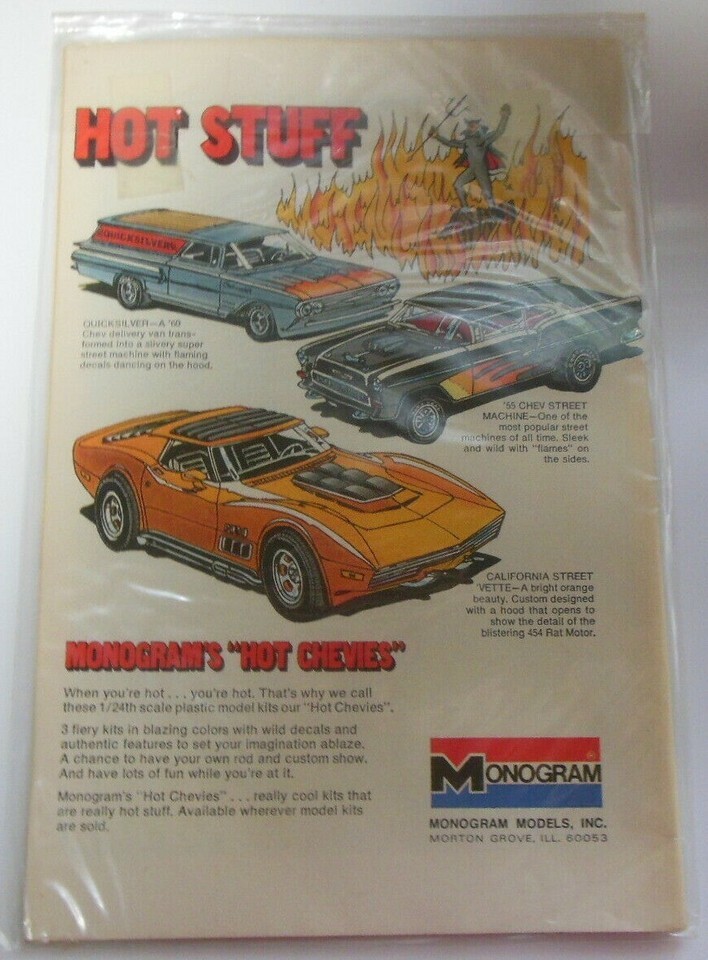 HOT STUFF
QUICKSILVER
QUICKSILVER—A '60
Chev delivery van trans-
formed into a silvery super
street machine with flaming
decals dancing on the hood.
'55 CHEV STREET
MACHINE—One of the
most popular street
machines of all time. Sleek
and wild with "flames" on
the sides.
CALIFORNIA STREET
'VETTE—A bright orange
beauty. Custom designed
with a hood that opens to
show the detail of the
blistering 454 Rat Motor.
MONOGRAM'S "HOT CHEVIES"
When you're hot . . . you're hot. That's why we call
these 1/24th scale plastic model kits our "Hot Chevies".
3 fiery kits in blazing colors with wild decals and
authentic features to set your imagination ablaze.
A chance to have your own rod and custom show.
And have lots of fun while you're at it.
Monogram's "Hot Chevies" . . . really cool kits that
are really hot stuff. Available wherever model kits
are sold.
MONOGRAM®
MONOGRAM MODELS, INC.
MORTON GROVE, ILL. 60053